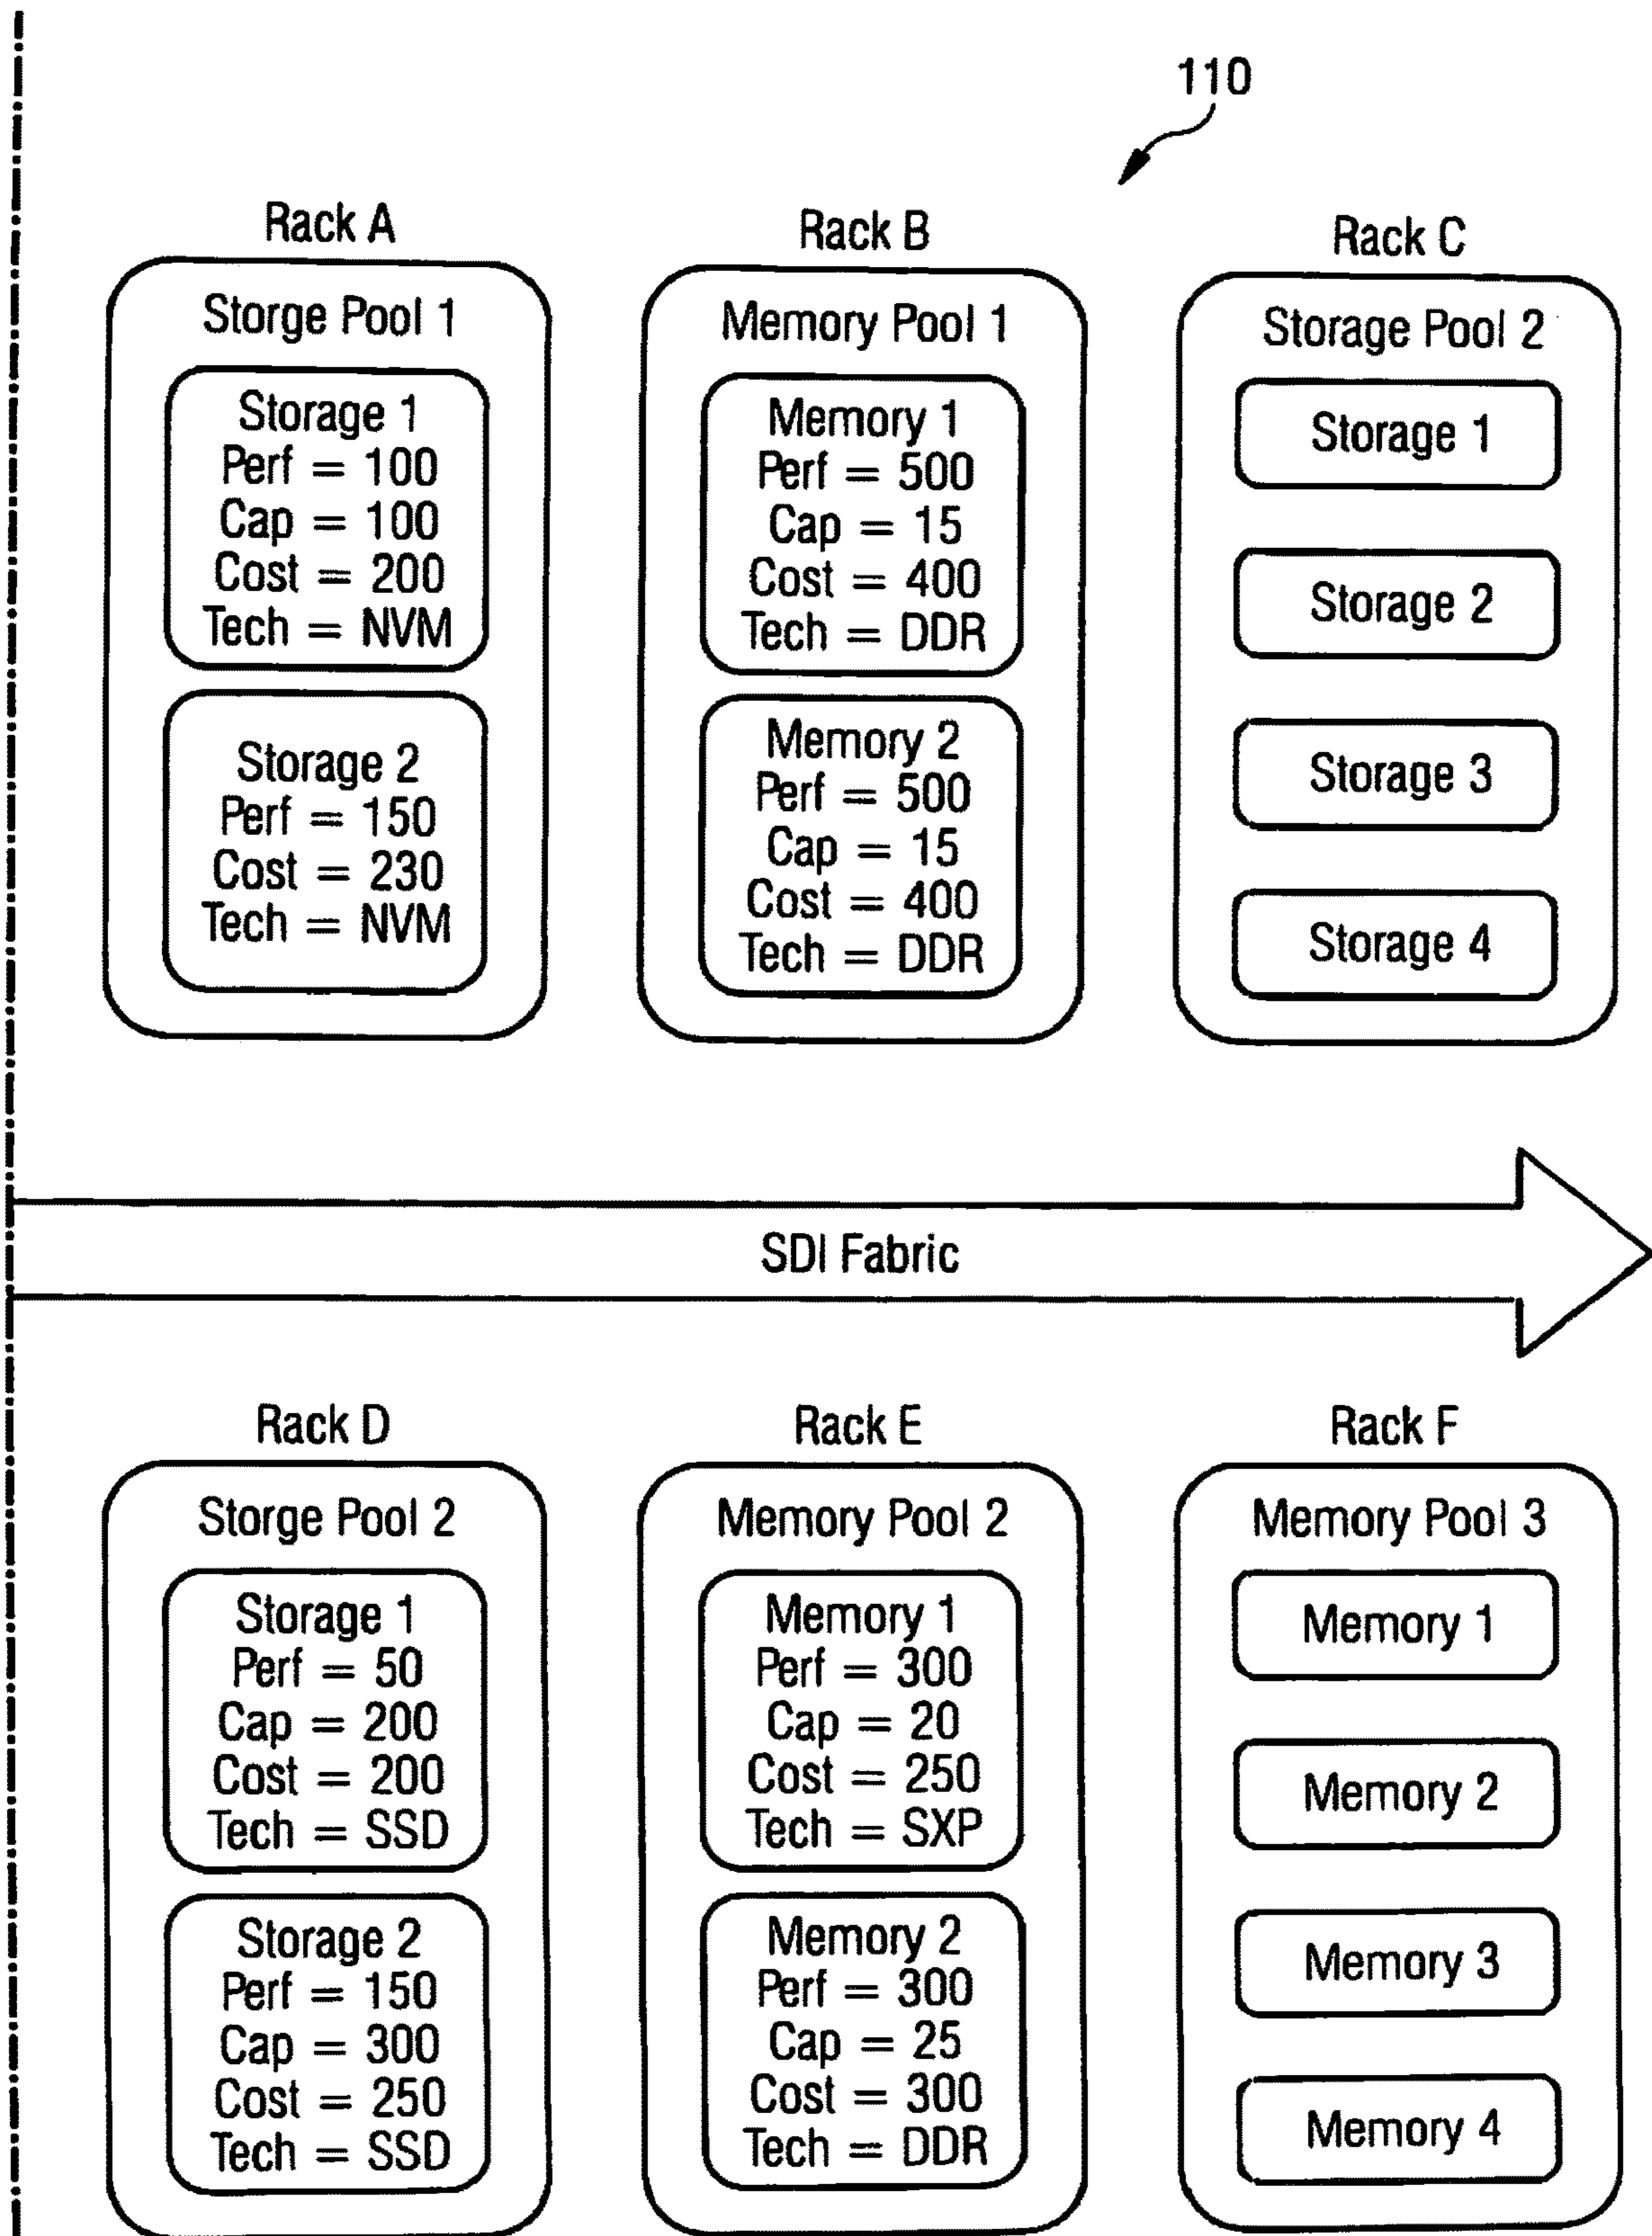 110
Rack A
Storge Pool 1
Storage 1
Perf = 100
Cap = 100
Cost = 200
Tech = NVM
Storage 2
Perf = 150
Cost = 230
Tech = NVM
Rack B
Memory Pool 1
Memory 1
Perf = 500
Cap = 15
Cost = 400
Tech = DDR
Memory 2
Perf = 500
Cap = 15
Cost = 400
Tech = DDR
Rack C
Storage Pool 2
Storage 1
Storage 2
Storage 3
Storage 4
SDI Fabric
Rack D
Storge Pool 2
Storage 1
Perf = 50
Cap = 200
Cost = 200
Tech = SSD
Storage 2
Perf = 150
Cap = 300
Cost = 250
Tech = SSD
Rack E
Memory Pool 2
Memory 1
Perf = 300
Cap = 20
Cost = 250
Tech = SXP
Memory 2
Perf = 300
Cap = 25
Cost = 300
Tech = DDR
Rack F
Memory Pool 3
Memory 1
Memory 2
Memory 3
Memory 4